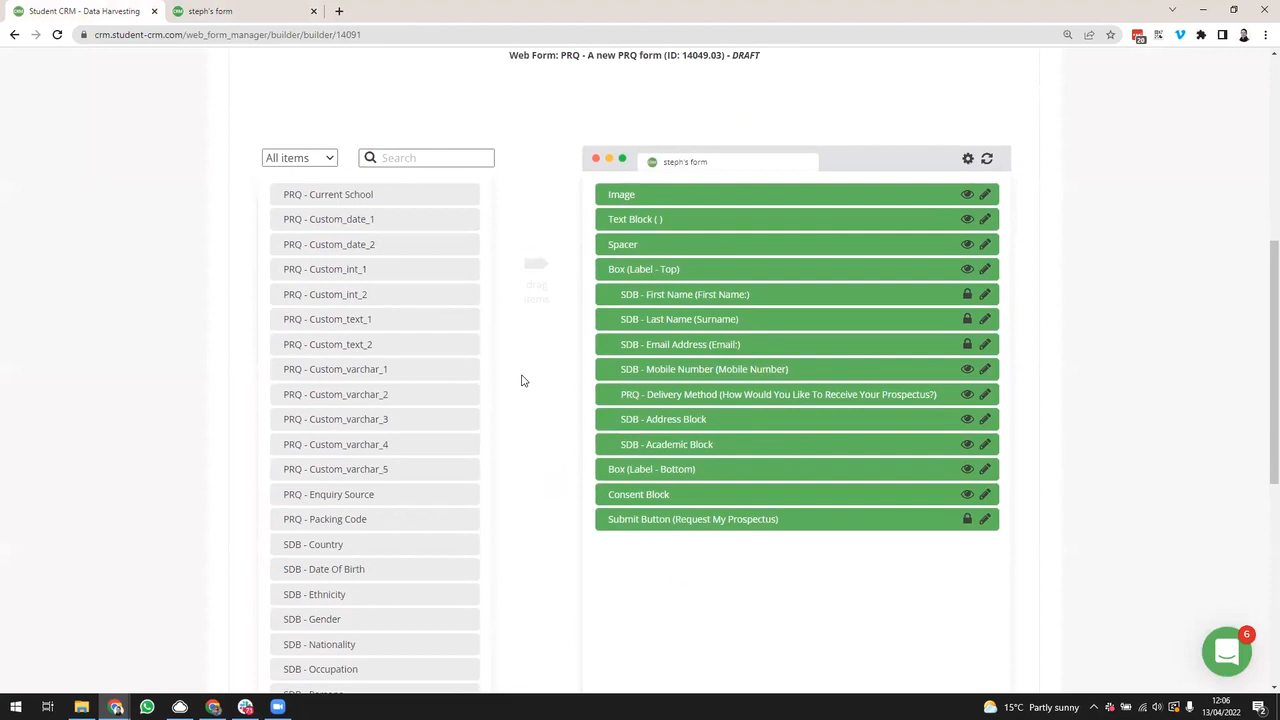 Student CRM - Data Harvesting
steph's form
crm.student-crm.com/web_form_manager/builder/builder/14091
20
Web Form: PRQ - A new PRQ form (ID: 14049.03) - DRAFT
All items
Search
steph's form
PRQ - Current School
PRQ - Custom_date_1
PRQ - Custom_date_2
PRQ - Custom_int_1
PRQ - Custom_int_2
PRQ - Custom_text_1
PRQ - Custom_text_2
PRQ - Custom_varchar_1
PRQ - Custom_varchar_2
PRQ - Custom_varchar_3
PRQ - Custom_varchar_4
PRQ - Custom_varchar_5
PRQ - Enquiry Source
PRQ - Packing Code
SDB - Country
SDB - Date Of Birth
SDB - Ethnicity
SDB - Gender
SDB - Nationality
SDB - Occupation
drag
items
Image
Text Block ( )
Spacer
Box (Label - Top)
SDB - First Name (First Name:)
SDB - Last Name (Surname)
SDB - Email Address (Email:)
SDB - Mobile Number (Mobile Number)
PRQ - Delivery Method (How Would You Like To Receive Your Prospectus?)
SDB - Address Block
SDB - Academic Block
Box (Label - Bottom)
Consent Block
Submit Button (Request My Prospectus)
6
15°C Partly sunny
12:06
13/04/2022
2